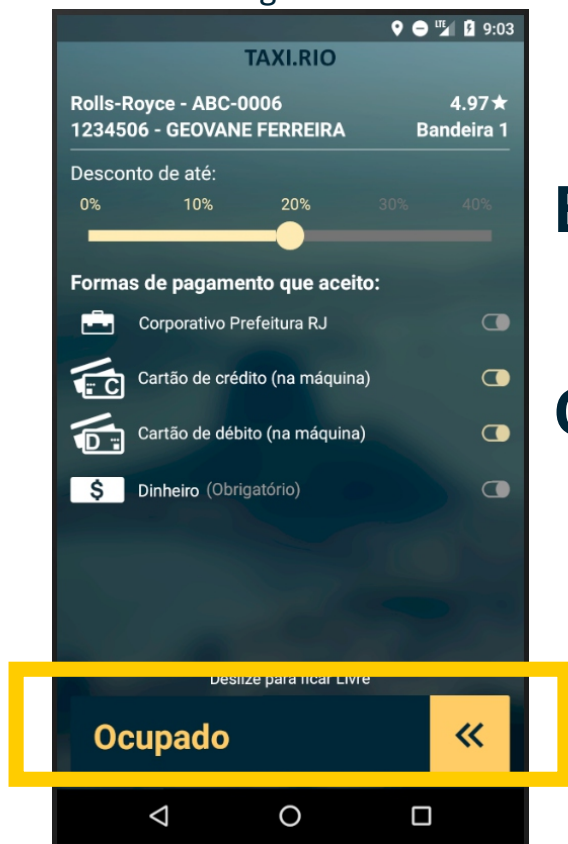 LTE 9:03
TAXI.RIO
Rolls-Royce - ABC-0006 4.97★
1234506 - GEOVANE FERREIRA Bandeira 1
Desconto de até:
0% 10% 20% 30% 40%
Formas de pagamento que aceito:
Corporativo Prefeitura RJ
C Cartão de crédito (na máquina)
D Cartão de débito (na máquina)
$ Dinheiro (Obrigatório)
Deslize para ficar Livre
Ocupado